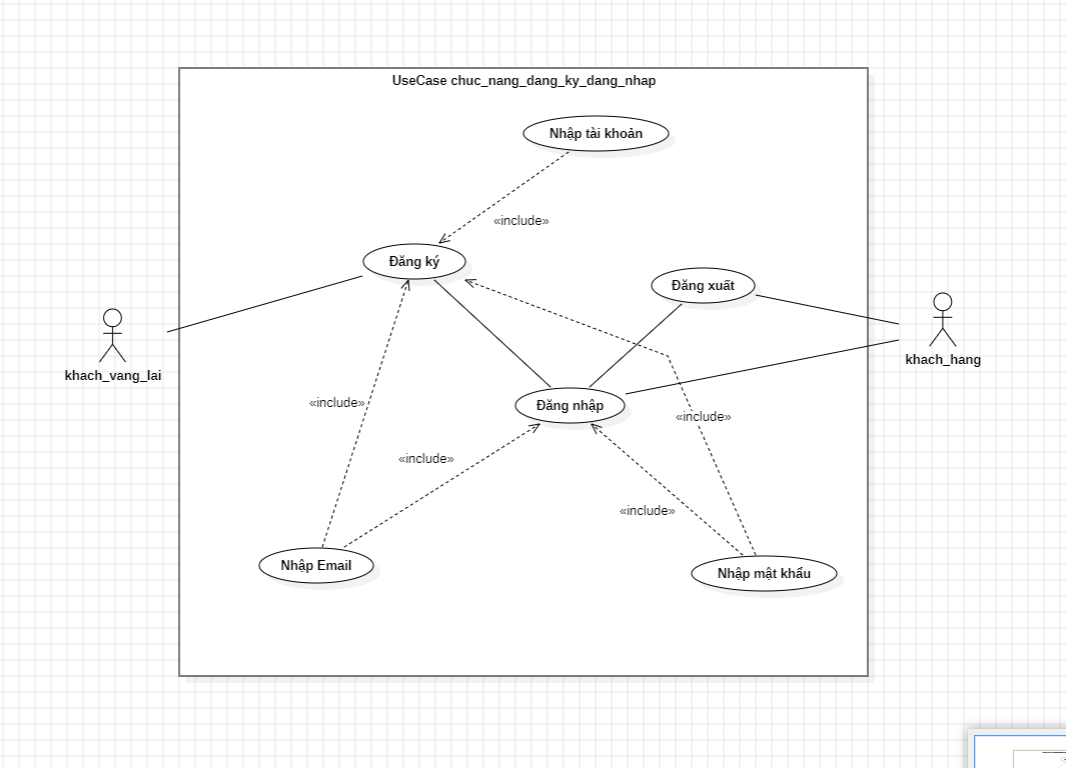 UseCase chuc_nang_dang_ky_dang_nhap
Nhập tài khoản
«include»
Đăng ký
Đăng xuất
khach_vang_lai
khach_hang
«include»
Đăng nhập
«include»
«include»
«include»
Nhập Email
Nhập mật khẩu